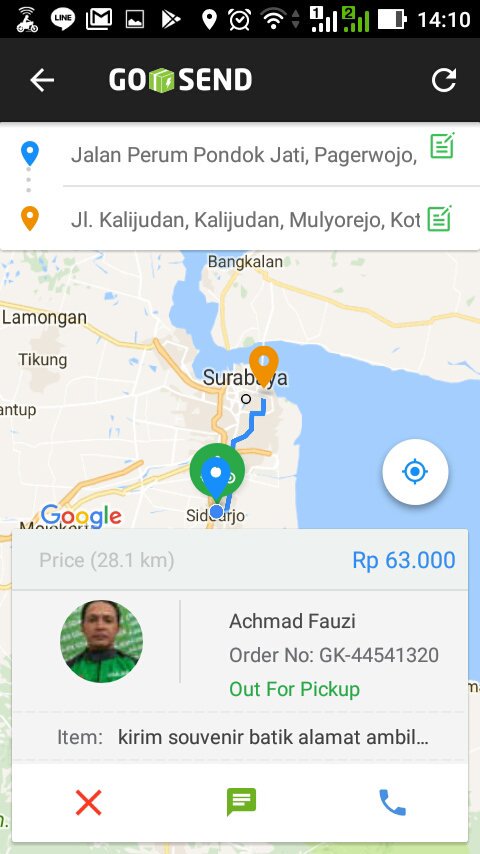 LINE
1
2
14:10
GO SEND
Jalan Perum Pondok Jati, Pagerwojo,
Jl. Kalijudan, Kalijudan, Mulyorejo, Kot
Bangkalan
Lamongan
Tikung
Surabaya
antup
Google
Sidoarjo
Price (28.1 km)
Rp 63.000
Achmad Fauzi
Order No: GK-44541320
Out For Pickup
Item: kirim souvenir batik alamat ambil...